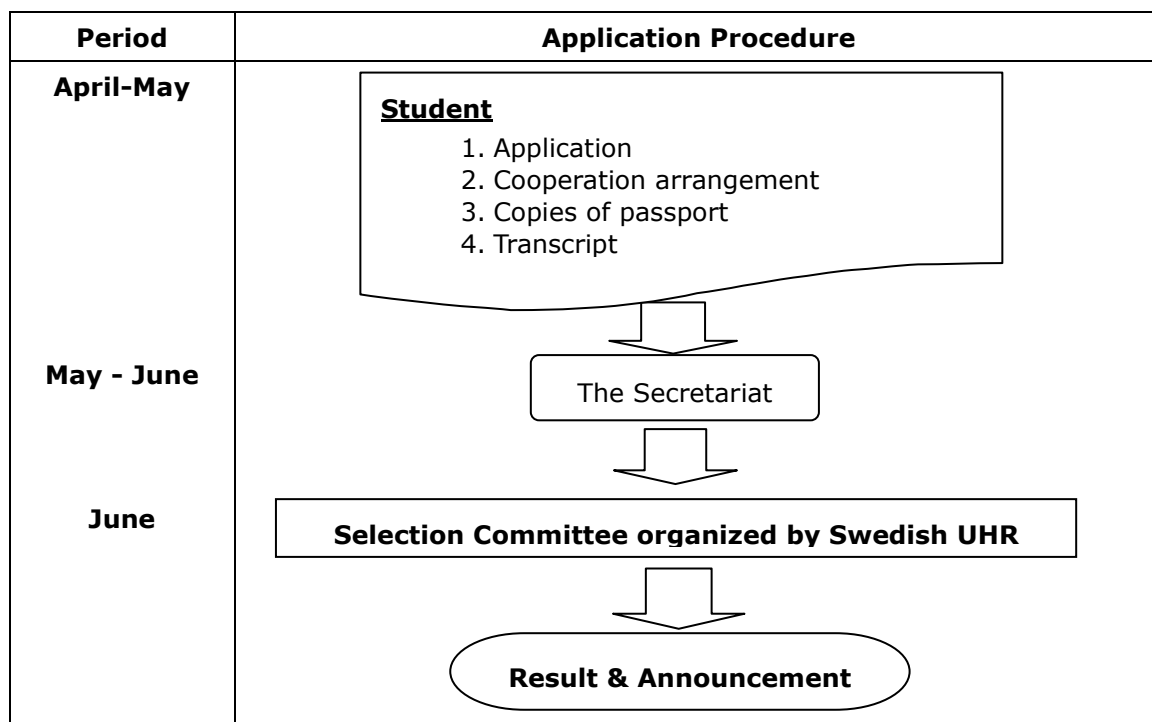 Period
Application Procedure
April-May
Student
1. Application
2. Cooperation arrangement
3. Copies of passport
4. Transcript
May - June
The Secretariat
June
Selection Committee organized by Swedish UHR
Result & Announcement